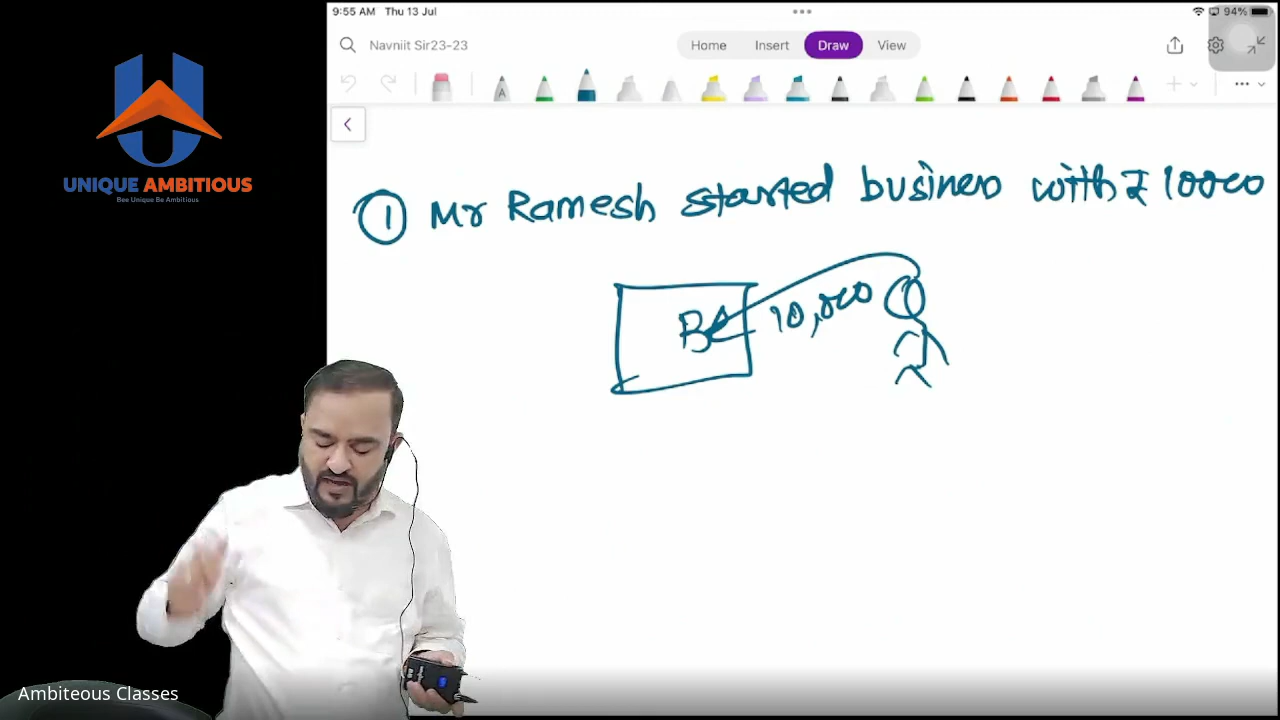 9:55 AM Thu 13 Jul
94%
Navniit Sir23-23
Home Insert Draw View
A
UNIQUE AMBITIOUS
Bee Unique Be Ambitious
① Mr Ramesh started business with ₹ 10000
10,000
Ambiteous Classes